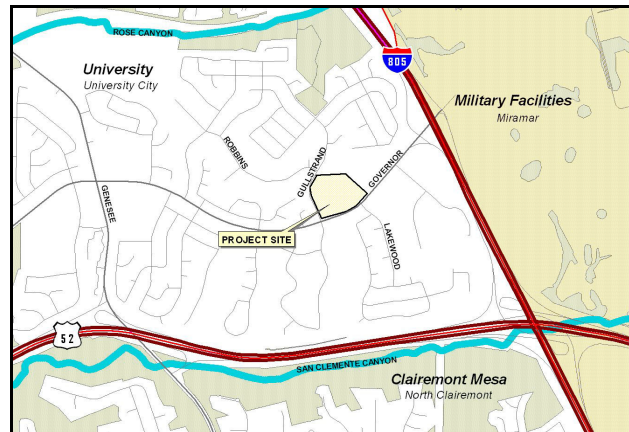 ROSE CANYON
805
University
University City
Military Facilities
Miramar
ROBBINS
GULLSTRAND
GOVERNOR
GENESEE
PROJECT SITE
LAKEWOOD
52
SAN CLEMENTE CANYON
Clairemont Mesa
North Clairemont